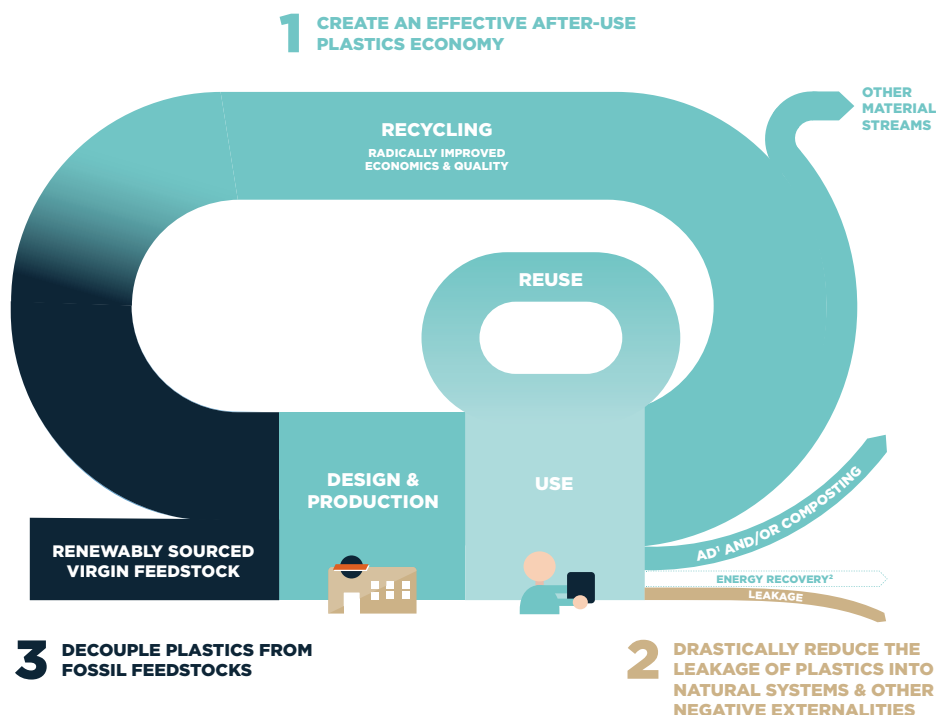 1 CREATE AN EFFECTIVE AFTER-USE
PLASTICS ECONOMY
OTHER
MATERIAL
STREAMS
RECYCLING
RADICALLY IMPROVED
ECONOMICS & QUALITY
REUSE
DESIGN &
PRODUCTION
USE
AD¹ AND/OR COMPOSTING
RENEWABLY SOURCED
VIRGIN FEEDSTOCK
ENERGY RECOVERY²
LEAKAGE
3 DECOUPLE PLASTICS FROM
FOSSIL FEEDSTOCKS
2 DRASTICALLY REDUCE THE
LEAKAGE OF PLASTICS INTO
NATURAL SYSTEMS & OTHER
NEGATIVE EXTERNALITIES